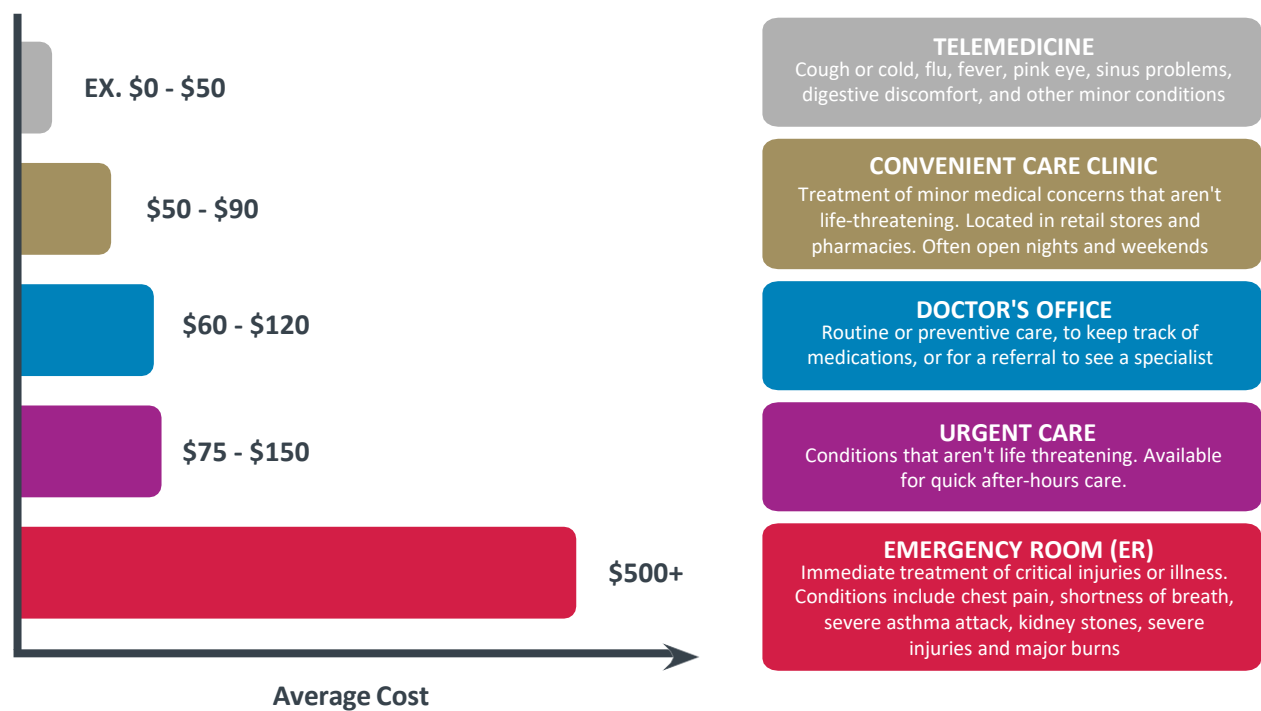 EX. $0 - $50
TELEMEDICINE
Cough or cold, flu, fever, pink eye, sinus problems,
digestive discomfort, and other minor conditions
$50 - $90
CONVENIENT CARE CLINIC
Treatment of minor medical concerns that aren't
life-threatening. Located in retail stores and
pharmacies. Often open nights and weekends
$60 - $120
DOCTOR'S OFFICE
Routine or preventive care, to keep track of
medications, or for a referral to see a specialist
$75 - $150
URGENT CARE
Conditions that aren't life threatening. Available
for quick after-hours care.
$500+
EMERGENCY ROOM (ER)
Immediate treatment of critical injuries or illness.
Conditions include chest pain, shortness of breath,
severe asthma attack, kidney stones, severe
injuries and major burns
Average Cost